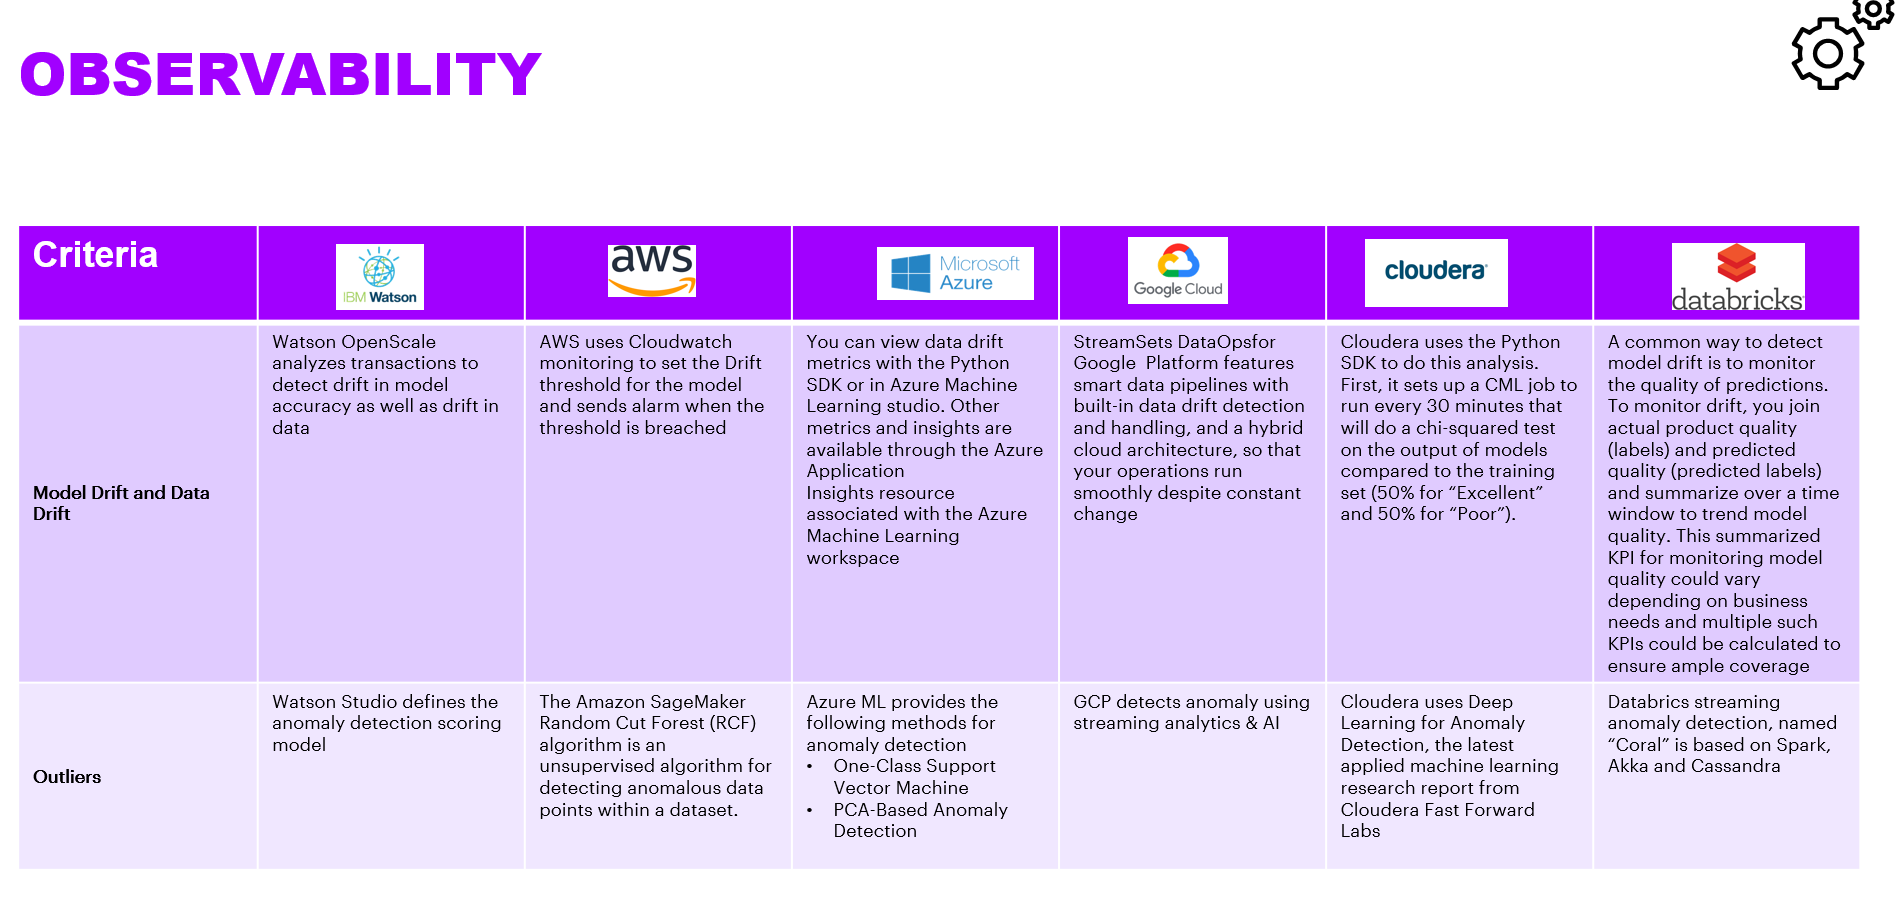 OBSERVABILITY
Criteria
IBM Watson
aws
Microsoft
Azure
Google Cloud
cloudera
databricks
Model Drift and Data
Drift
Watson OpenScale
analyzes transactions to
detect drift in model
accuracy as well as drift in
data
AWS uses Cloudwatch
monitoring to set the Drift
threshold for the model
and sends alarm when the
threshold is breached
You can view data drift
metrics with the Python
SDK or in Azure Machine
Learning studio. Other
metrics and insights are
available through the Azure
Application
Insights resource
associated with the Azure
Machine Learning
workspace
StreamSets DataOpsfor
Google  Platform features
smart data pipelines with
built-in data drift detection
and handling, and a hybrid
cloud architecture, so that
your operations run
smoothly despite constant
change
Cloudera uses the Python
SDK to do this analysis.
First, it sets up a CML job to
run every 30 minutes that
will do a chi-squared test
on the output of models
compared to the training
set (50% for “Excellent”
and 50% for “Poor”).
A common way to detect
model drift is to monitor
the quality of predictions.
To monitor drift, you join
actual product quality
(labels) and predicted
quality (predicted labels)
and summarize over a time
window to trend model
quality. This summarized
KPI for monitoring model
quality could vary
depending on business
needs and multiple such
KPIs could be calculated to
ensure ample coverage
Outliers
Watson Studio defines the
anomaly detection scoring
model
The Amazon SageMaker
Random Cut Forest (RCF)
algorithm is an
unsupervised algorithm for
detecting anomalous data
points within a dataset.
Azure ML provides the
following methods for
anomaly detection
• One-Class Support
Vector Machine
• PCA-Based Anomaly
Detection
GCP detects anomaly using
streaming analytics & AI
Cloudera uses Deep
Learning for Anomaly
Detection, the latest
applied machine learning
research report from
Cloudera Fast Forward
Labs
Databrics streaming
anomaly detection, named
“Coral” is based on Spark,
Akka and Cassandra